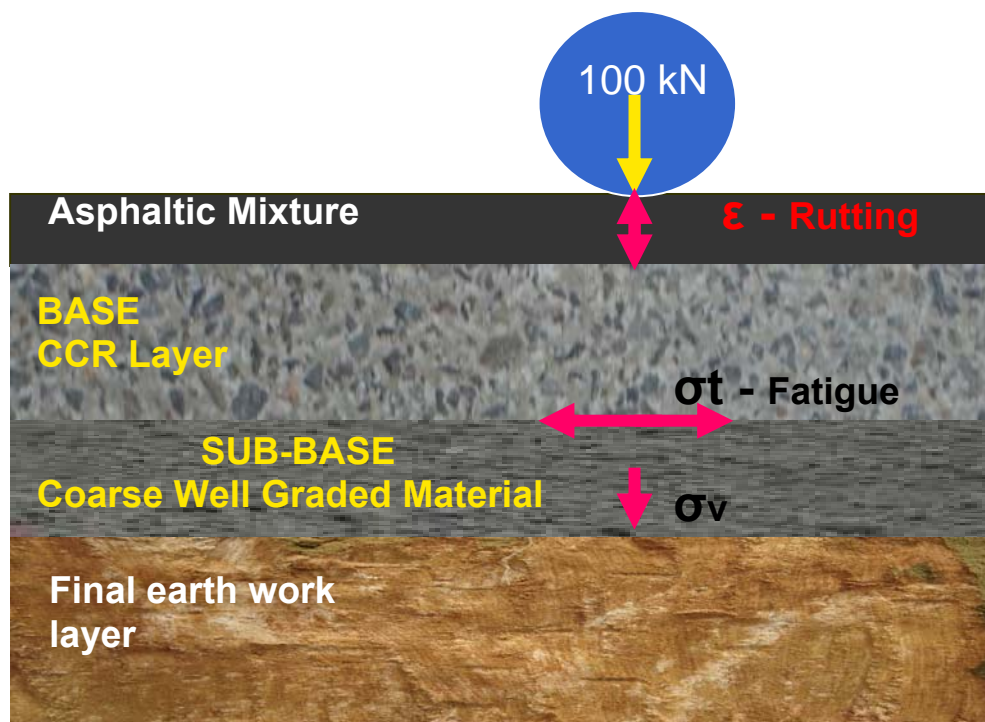 100 kN
Asphaltic Mixture
ε - Rutting
BASE
CCR Layer
σt - Fatigue
SUB-BASE
Coarse Well Graded Material
σv
Final earth work
layer